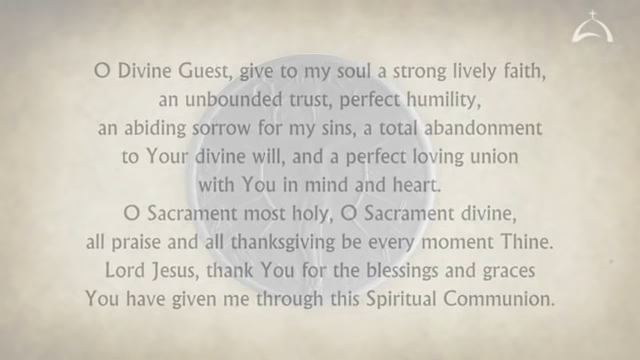 O Divine Guest, give to my soul a strong lively faith,
an unbounded trust, perfect humility,
an abiding sorrow for my sins, a total abandonment
to Your divine will, and a perfect loving union
with You in mind and heart.
O Sacrament most holy, O Sacrament divine,
all praise and all thanksgiving be every moment Thine.
Lord Jesus, thank You for the blessings and graces
You have given me through this Spiritual Communion.